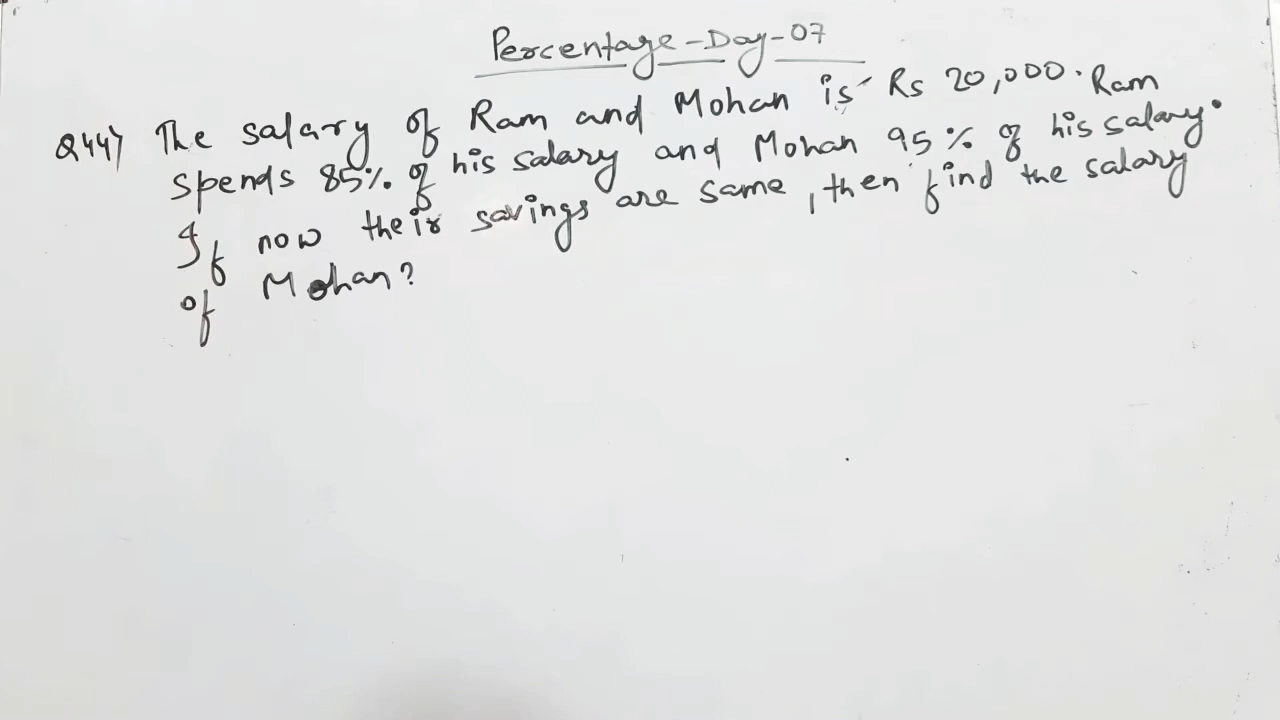 Percentage-Day-07
Q44) The salary of Ram and Mohan is Rs 20,000. Ram
spends 85% of his salary and Mohan 95% of his salary.
If now their savings are same, then find the salary
of Mohan?